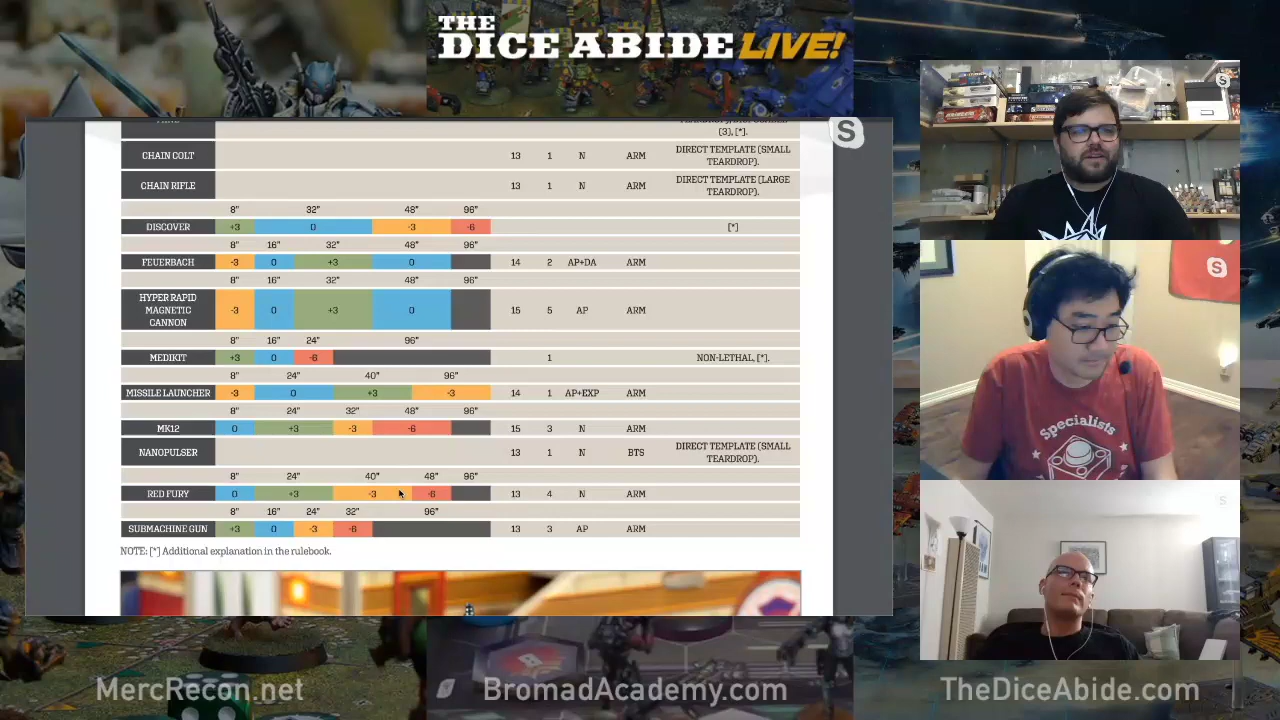 THE
DICE ABIDE LIVE!
(3), [*].
CHAIN COLT 13 1 N ARM DIRECT TEMPLATE (SMALL
TEARDROP).
CHAIN RIFLE 13 1 N ARM DIRECT TEMPLATE (LARGE
TEARDROP).
8" 32" 48" 96"
DISCOVER +3 0 -3 -6 [*]
8" 16" 32" 48" 96"
FEUERBACH -3 0 +3 0 14 2 AP+DA ARM
8" 16" 32" 48" 96"
HYPER RAPID
MAGNETIC
CANNON -3 0 +3 0 15 5 AP ARM
8" 16" 24" 96"
MEDIKIT +3 0 -6 1 NON-LETHAL, [*].
8" 24" 40" 96"
MISSILE LAUNCHER -3 0 +3 -3 14 1 AP+EXP ARM
8" 24" 32" 48" 96"
MK12 0 +3 -3 -6 15 3 N ARM
NANOPULSER 13 1 N BTS DIRECT TEMPLATE (SMALL
TEARDROP).
8" 24" 40" 48" 96"
RED FURY 0 +3 -3 -6 13 4 N ARM
8" 16" 24" 32" 96"
SUBMACHINE GUN +3 0 -3 -6 13 3 AP ARM
NOTE: [*] Additional explanation in the rulebook.
S
S
S
Specialists
MercRecon.net
BromadAcademy.com
TheDiceAbide.com